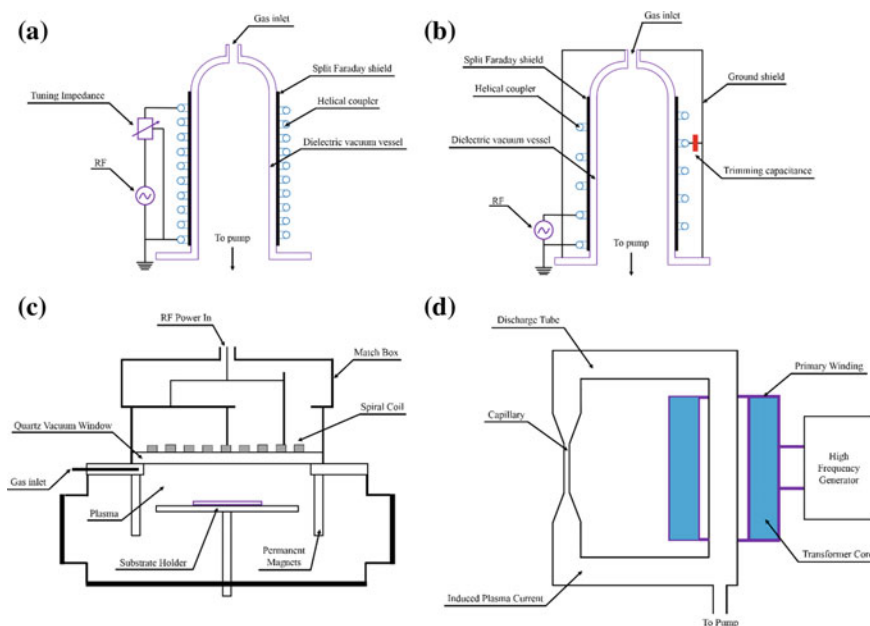 (a)
Gas inlet
Split Faraday shield
Tuning Impedance
Helical coupler
Dielectric vacuum vessel
RF
To pump
(b)
Gas inlet
Split Faraday shield
Ground shield
Helical coupler
Dielectric vacuum vessel
Trimming capacitance
RF
To pump
(c)
RF Power In
Match Box
Spiral Coil
Quartz Vacuum Window
Gas inlet
Plasma
Substrate Holder
Permanent
Magnets
(d)
Discharge Tube
Primary Winding
Capillary
High
Frequency
Generator
Transformer Core
Induced Plasma Current
To Pump